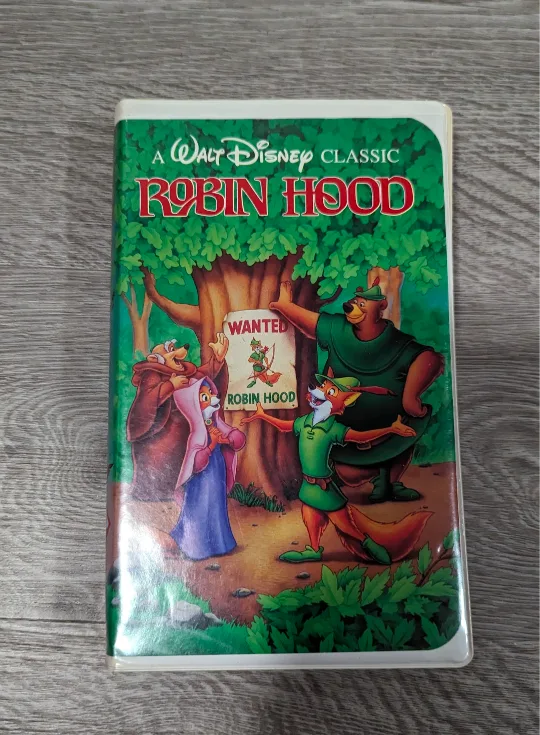 A WALT DISNEY CLASSIC
ROBIN HOOD
WANTED
ROBIN HOOD